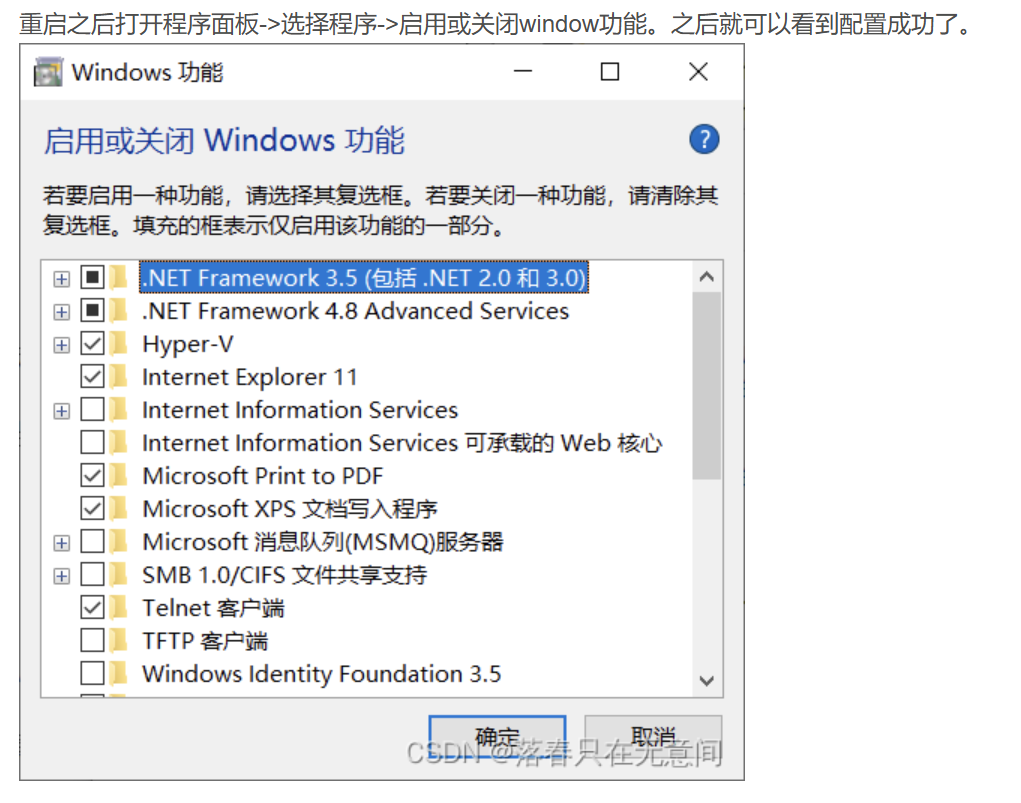 重启之后打开程序面板->选择程序->启用或关闭window功能。之后就可以看到配置成功了。
Windows 功能
启用或关闭 Windows 功能
若要启用一种功能，请选择其复选框。若要关闭一种功能，请清除其
复选框。填充的框表示仅启用该功能的一部分。
.NET Framework 3.5 (包括 .NET 2.0 和 3.0)
.NET Framework 4.8 Advanced Services
Hyper-V
Internet Explorer 11
Internet Information Services
Internet Information Services 可承载的 Web 核心
Microsoft Print to PDF
Microsoft XPS 文档写入程序
Microsoft 消息队列(MSMQ)服务器
SMB 1.0/CIFS 文件共享支持
Telnet 客户端
TFTP 客户端
Windows Identity Foundation 3.5
确定 取消
CSDN @落春只在无意间